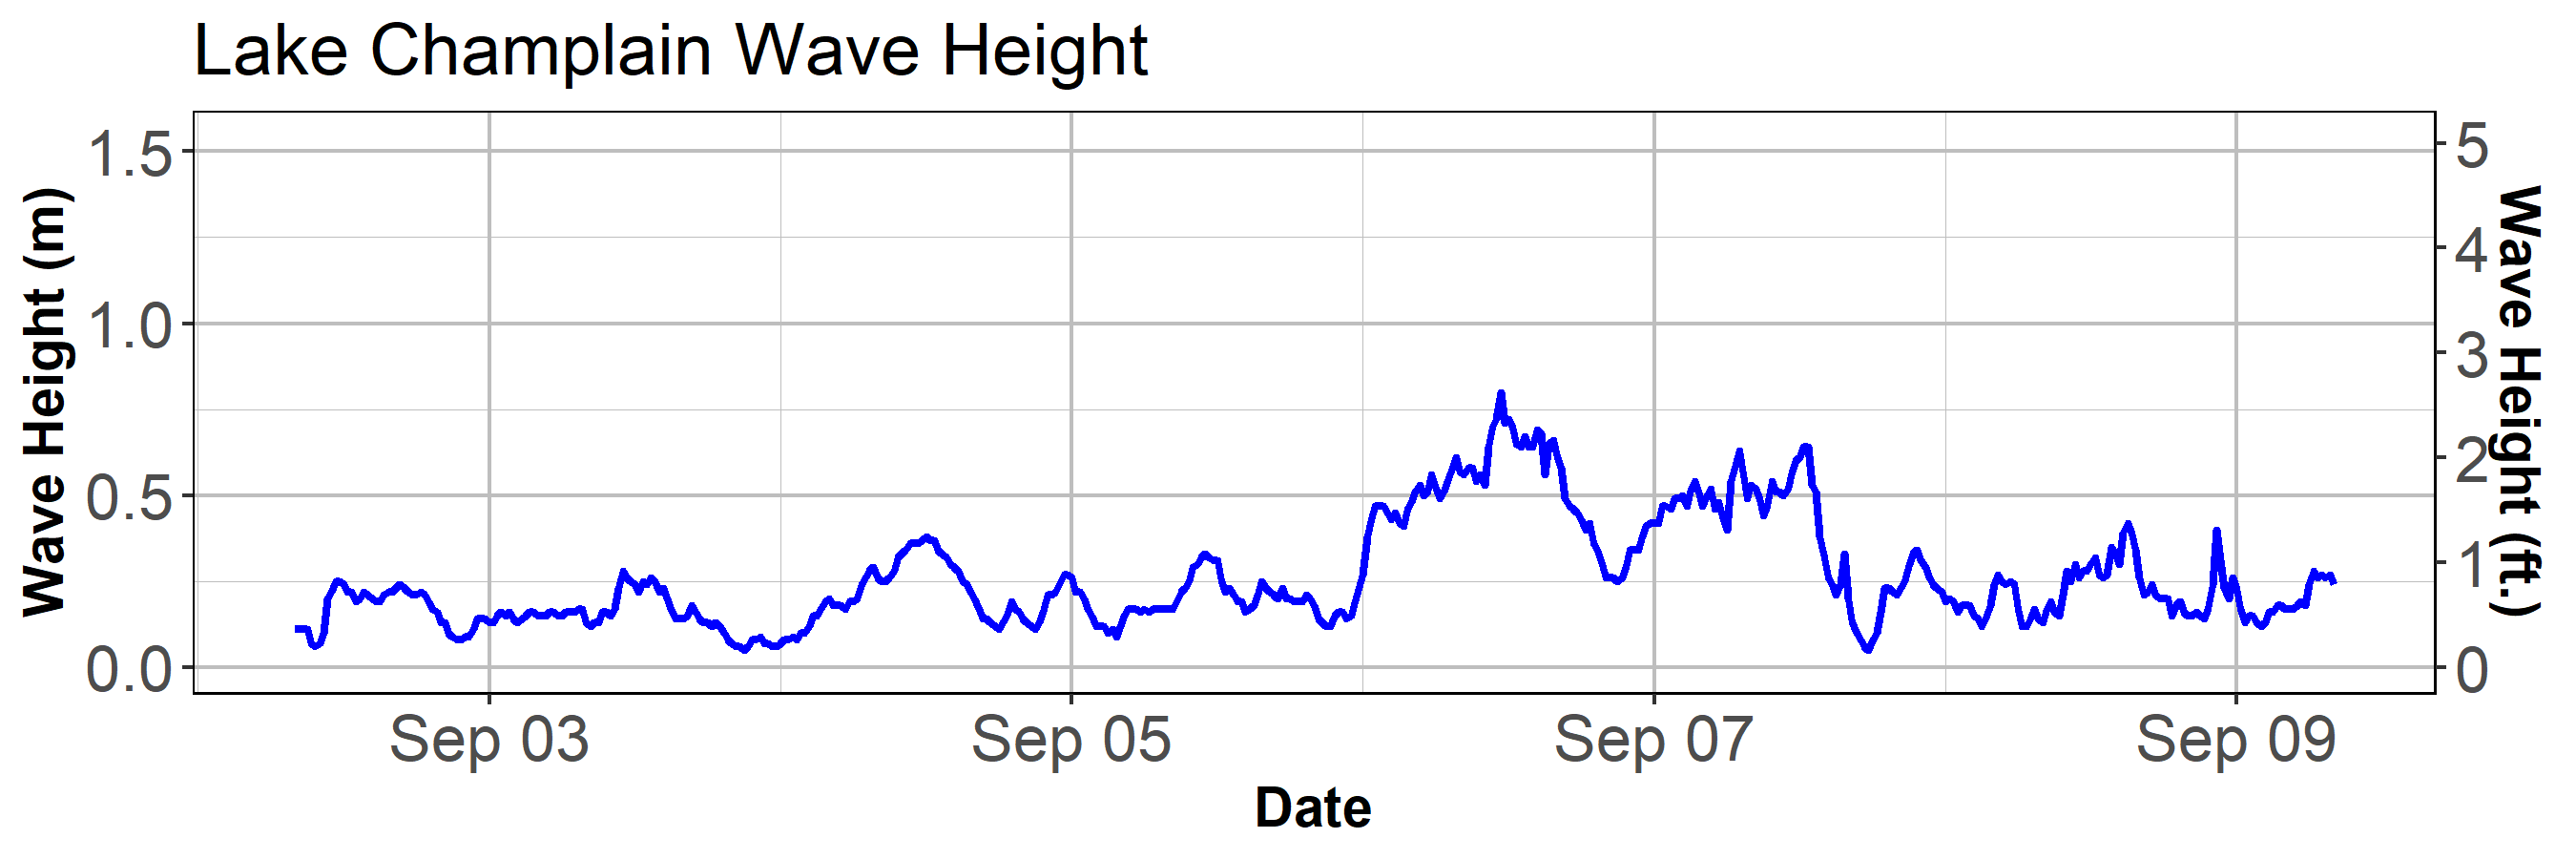 Lake Champlain Wave Height
Wave Height (m)
1.5
1.0
0.5
0.0
5
4
3
2
1
0
Wave Height (ft.)
Sep 03
Sep 05
Sep 07
Sep 09
Date